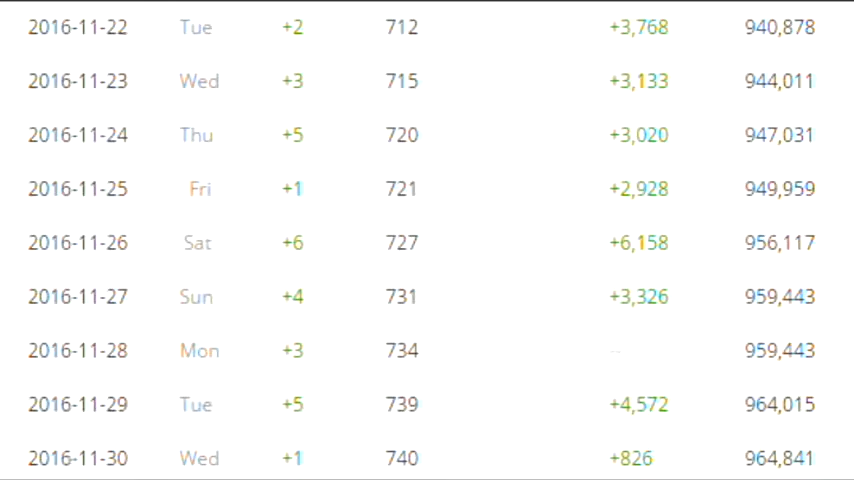 2016-11-22 Tue +2 712 +3,768 940,878
2016-11-23 Wed +3 715 +3,133 944,011
2016-11-24 Thu +5 720 +3,020 947,031
2016-11-25 Fri +1 721 +2,928 949,959
2016-11-26 Sat +6 727 +6,158 956,117
2016-11-27 Sun +4 731 +3,326 959,443
2016-11-28 Mon +3 734 -- 959,443
2016-11-29 Tue +5 739 +4,572 964,015
2016-11-30 Wed +1 740 +826 964,841